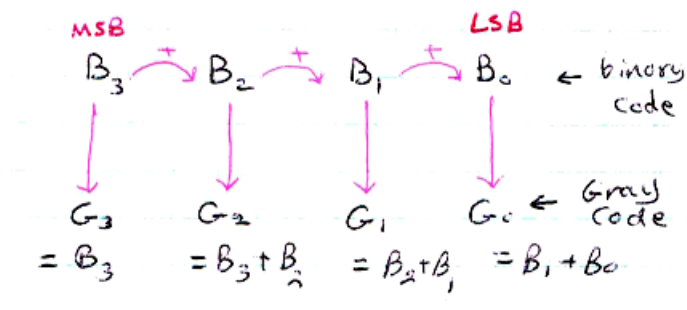 MSB LSB
B₃ + B₂ + B₁ + B₀ ← binary
code
G₃ G₂ G₁ G₀ ← Gray
Code
= B₃ = B₃ + B₂ = B₂ + B₁ = B₁ + B₀